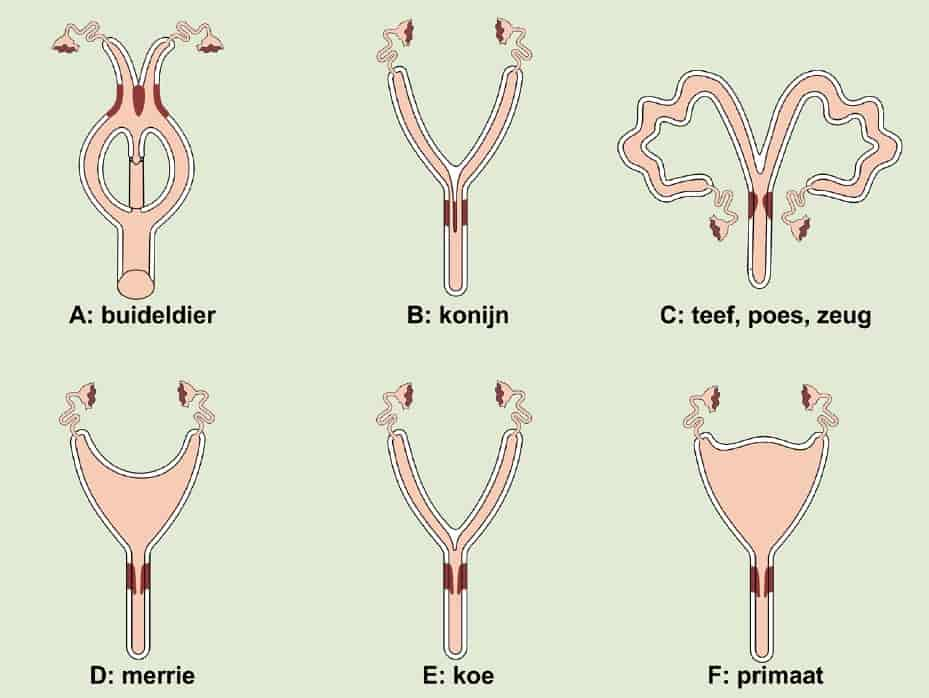 A: buideldier
B: konijn
C: teef, poes, zeug
D: merrie
E: koe
F: primaat